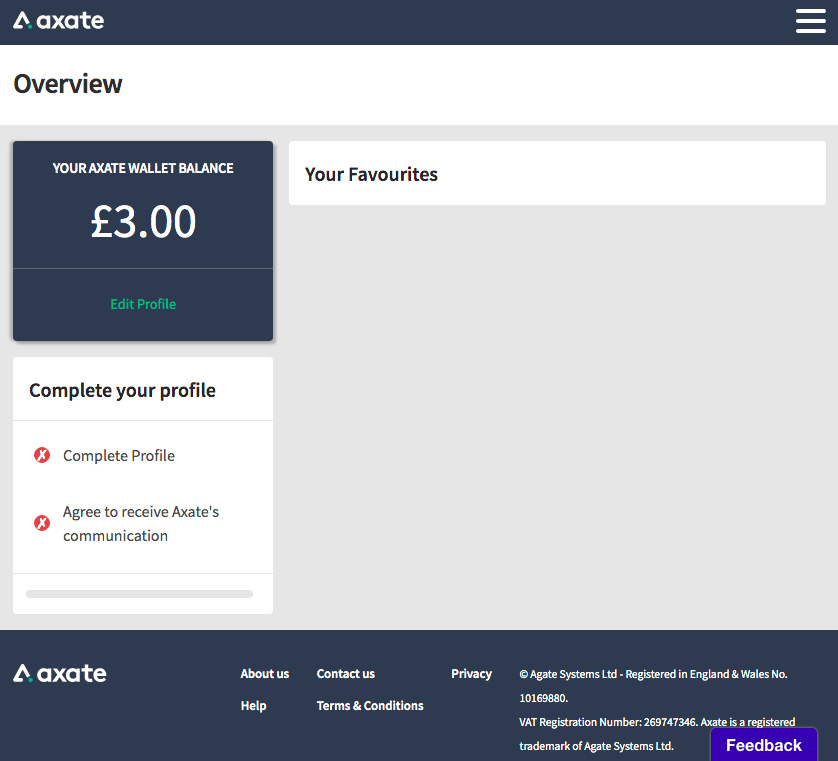 axate
Overview
YOUR AXATE WALLET BALANCE
£3.00
Edit Profile
Your Favourites
Complete your profile
Complete Profile
Agree to receive Axate's
communication
axate
About us
Help
Contact us
Terms & Conditions
Privacy
© Agate Systems Ltd - Registered in England & Wales No.
10169880.
VAT Registration Number: 269747346. Axate is a registered
trademark of Agate Systems Ltd.
Feedback